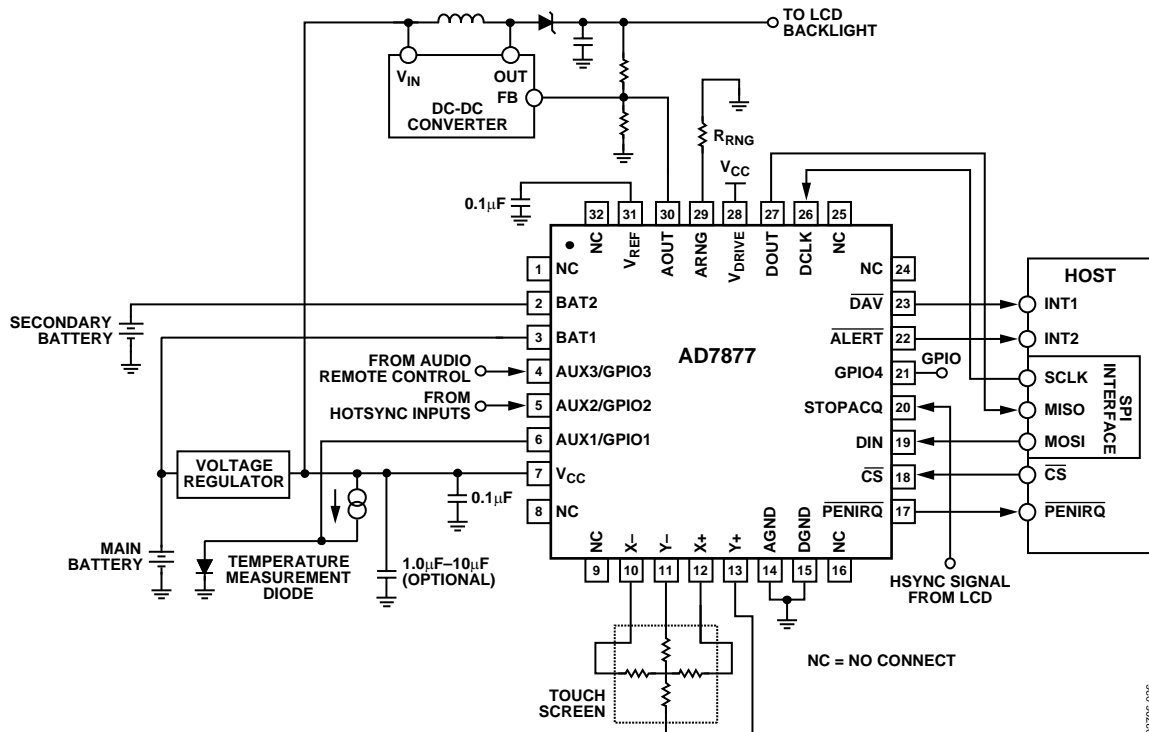 TO LCD
BACKLIGHT
VIN
OUT
FB
DC-DC
CONVERTER
RRNG
VCC
0.1µF
32
31
30
29
28
27
26
25
NC
VREF
AOUT
ARNG
VDRIVE
DOUT
DCLK
NC
1
NC
NC
24
HOST
SECONDARY
BATTERY
2
BAT2
DAV
23
INT1
3
BAT1
ALERT
22
INT2
AD7877
FROM AUDIO
REMOTE CONTROL
4
AUX3/GPIO3
GPIO4
21
GPIO
SCLK
FROM
HOTSYNC INPUTS
5
AUX2/GPIO2
STOPACQ
20
MISO
SPI
INTERFACE
6
AUX1/GPIO1
DIN
19
MOSI
VOLTAGE
REGULATOR
7
VCC
CS
18
CS
0.1µF
8
NC
PENIRQ
17
PENIRQ
MAIN
BATTERY
TEMPERATURE
MEASUREMENT
DIODE
1.0µF–10µF
(OPTIONAL)
NC
X–
Y–
X+
Y+
AGND
DGND
NC
9
10
11
12
13
14
15
16
HSYNC SIGNAL
FROM LCD
NC = NO CONNECT
TOUCH
SCREEN